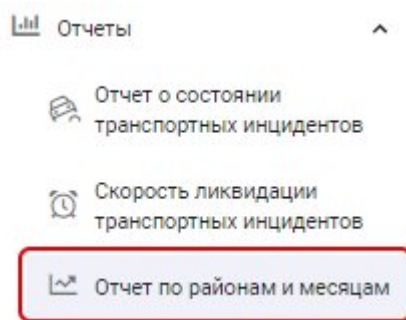 Отчеты
Отчет о состоянии
транспортных инцидентов
Скорость ликвидации
транспортных инцидентов
Отчет по районам и месяцам